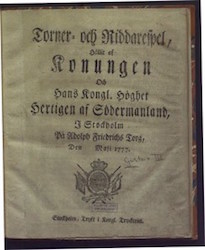 Torner- och Riddarespel,
Hållit af
Konungen
Och
Hans Kongl. Höghet
Hertigen af Södermanland,
I Stockholm
På Adolph Friedrichs Torg,
Den Maji 1777.
Stockholm, Tryckt i Kongl. Tryckeriet.